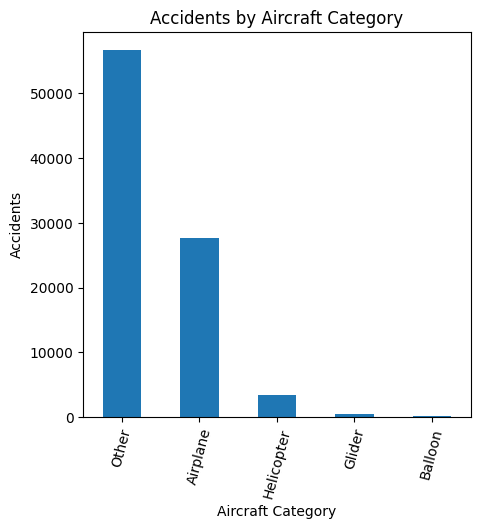 Accidents by Aircraft Category
Accidents
50000
40000
30000
20000
10000
0
Other
Airplane
Helicopter
Glider
Balloon
Aircraft Category